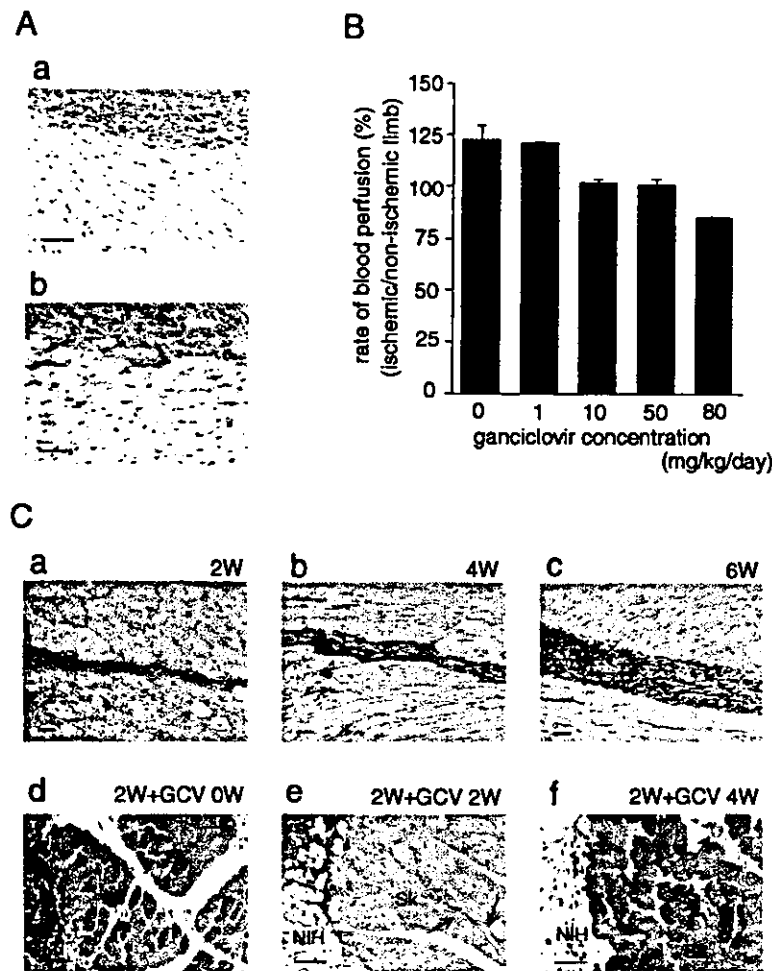 A
a
b
B
rate of blood perfusion (%)
(ischemic/non-ischemic limb)
150
125
100
75
50
25
0
0 1 10 50 80
ganciclovir concentration
(mg/kg/day)
C
a 2W
b 4W
c 6W
d 2W+GCV 0W
e 2W+GCV 2W
Sk
NIH
f 2W+GCV 4W
NIH